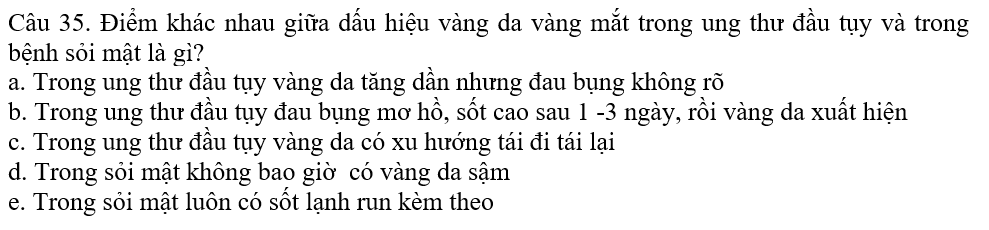 Câu 35. Điểm khác nhau giữa dấu hiệu vàng da vàng mắt trong ung thư đầu tụy và trong
bệnh sỏi mật là gì?
a. Trong ung thư đầu tụy vàng da tăng dần nhưng đau bụng không rõ
b. Trong ung thư đầu tụy đau bụng mơ hồ, sốt cao sau 1 -3 ngày, rồi vàng da xuất hiện
c. Trong ung thư đầu tụy vàng da có xu hướng tái đi tái lại
d. Trong sỏi mật không bao giờ có vàng da sậm
e. Trong sỏi mật luôn có sốt lạnh run kèm theo